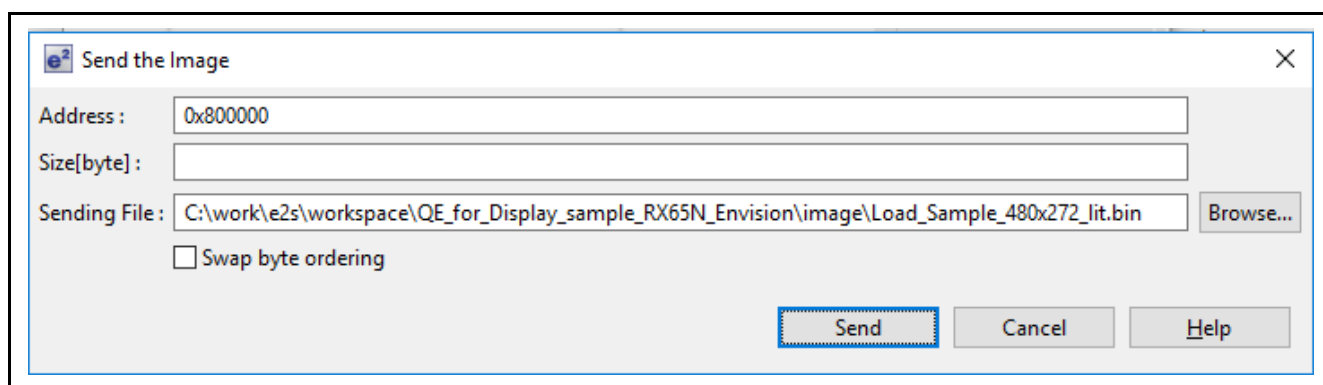 e² Send the Image
Address : 0x800000
Size[byte] :
Sending File : C:\work\e2s\workspace\QE_for_Display_sample_RX65N_Envision\image\Load_Sample_480x272_lit.bin Browse...
Swap byte ordering
Send Cancel Help